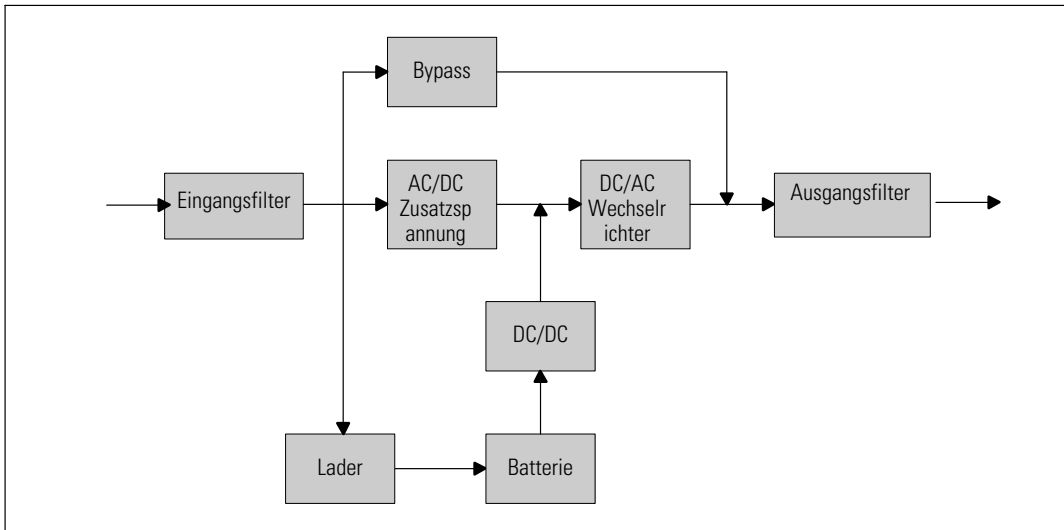 Bypass
Eingangsfilter
AC/DC
Zusatzsp
annung
DC/AC
Wechselr
ichter
Ausgangsfilter
DC/DC
Lader
Batterie